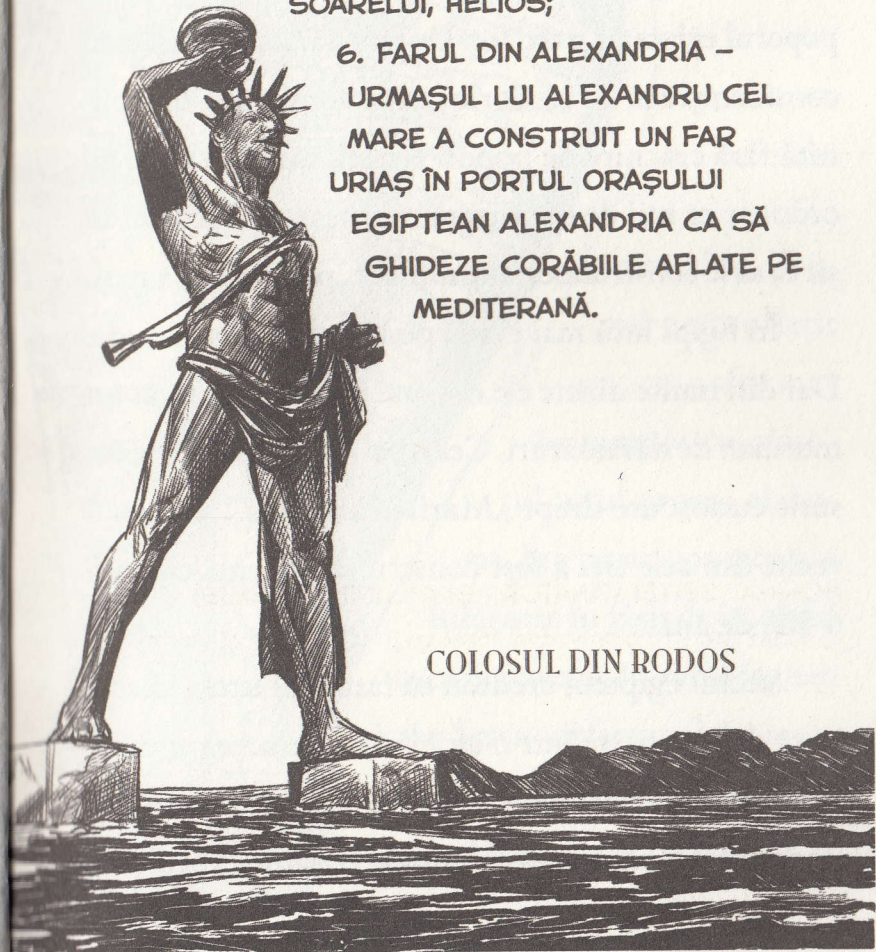 SOARELUI, HELIOS;
6. FARUL DIN ALEXANDRIA –
URMAȘUL LUI ALEXANDRU CEL
MARE A CONSTRUIT UN FAR
URIAȘ ÎN PORTUL ORAȘULUI
EGIPTEAN ALEXANDRIA CA SĂ
GHIDEZE CORĂBIILE AFLATE PE
MEDITERANĂ.
COLOSUL DIN RODOS